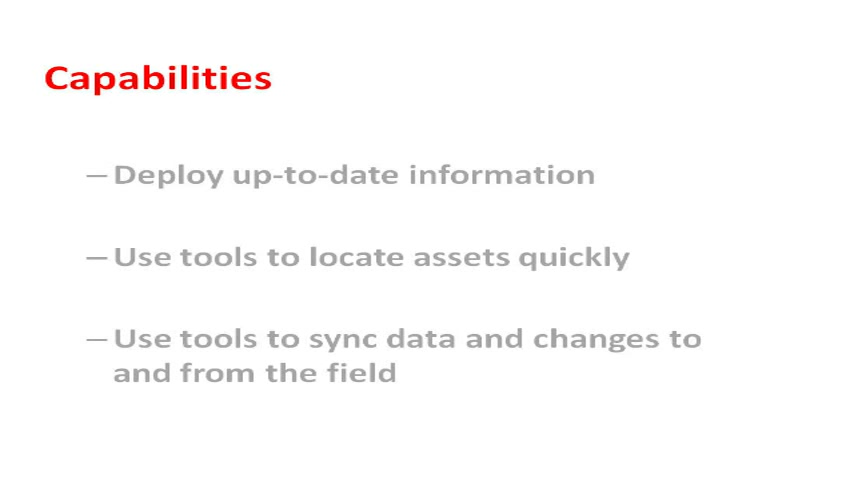 Capabilities
– Deploy up-to-date information
– Use tools to locate assets quickly
– Use tools to sync data and changes to
and from the field